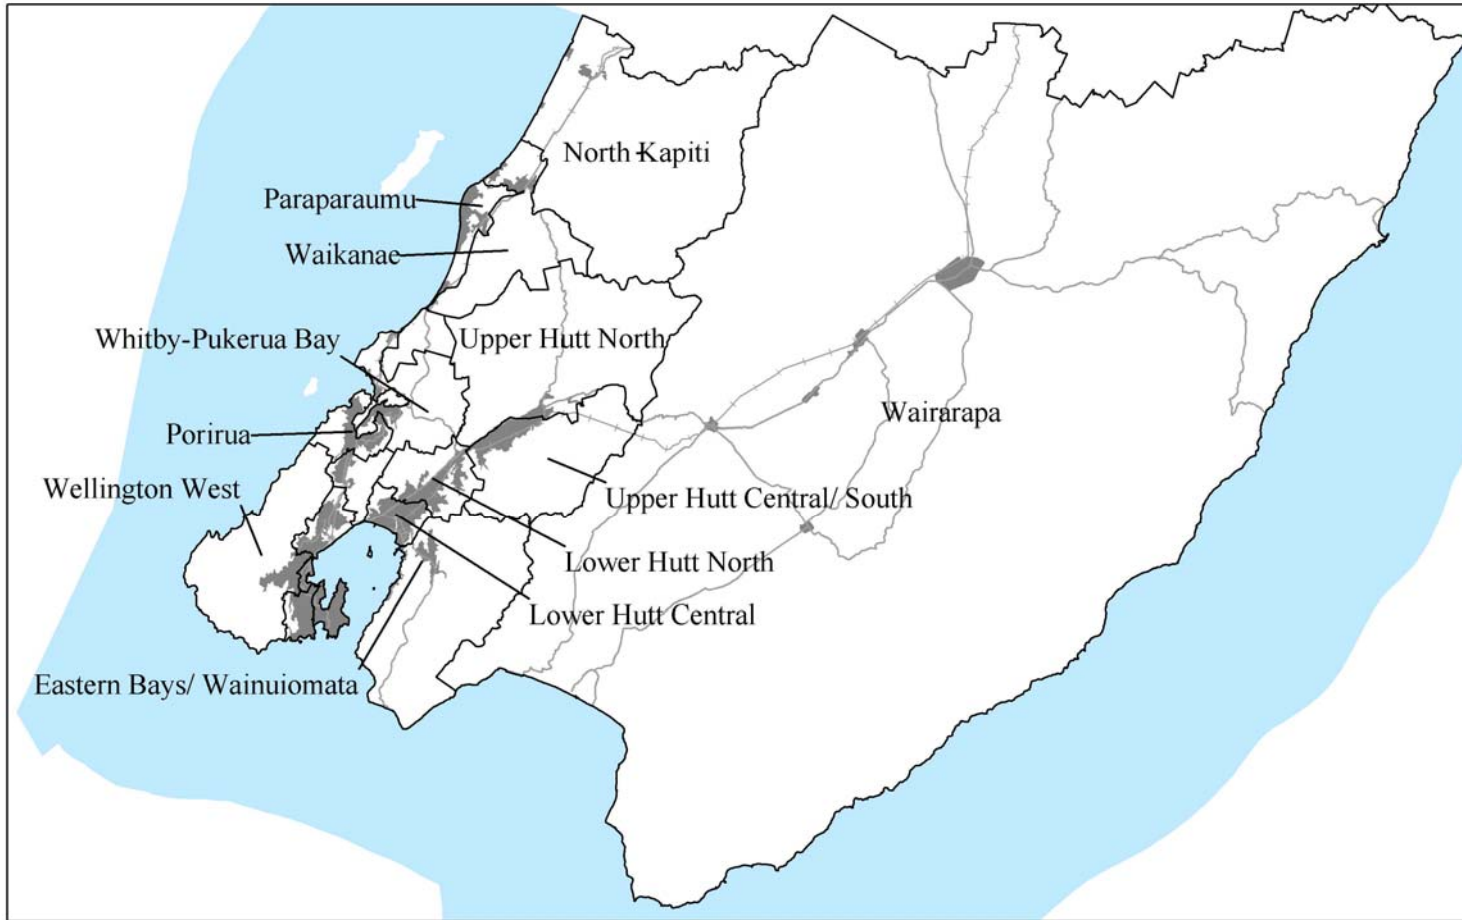 North Kapiti
Paraparaumu
Waikanae
Whitby-Pukerua Bay
Upper Hutt North
Wairarapa
Porirua
Wellington West
Upper Hutt Central/ South
Lower Hutt North
Lower Hutt Central
Eastern Bays/ Wainuiomata